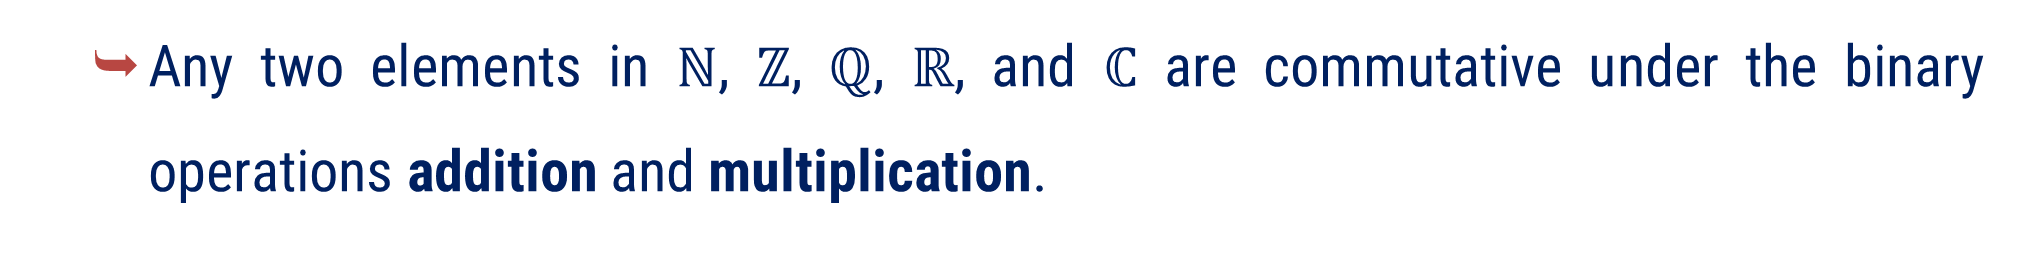 ➥ Any two elements in ℕ, ℤ, ℚ, ℝ, and ℂ are commutative under the binary
operations addition and multiplication.